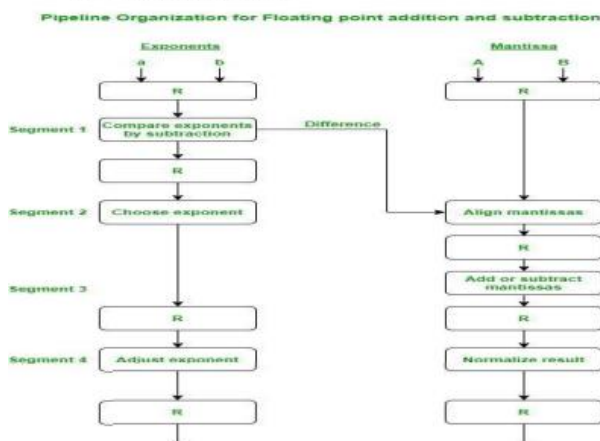 Pipeline Organization for Floating point addition and subtraction
Exponents
Mantissa
a b
A B
R
R
Segment 1
Compare exponents
by subtraction
Difference
R
Segment 2
Choose exponent
Align mantissas
R
Segment 3
Add or subtract
mantissas
R
R
Segment 4
Adjust exponent
Normalize result
R
R